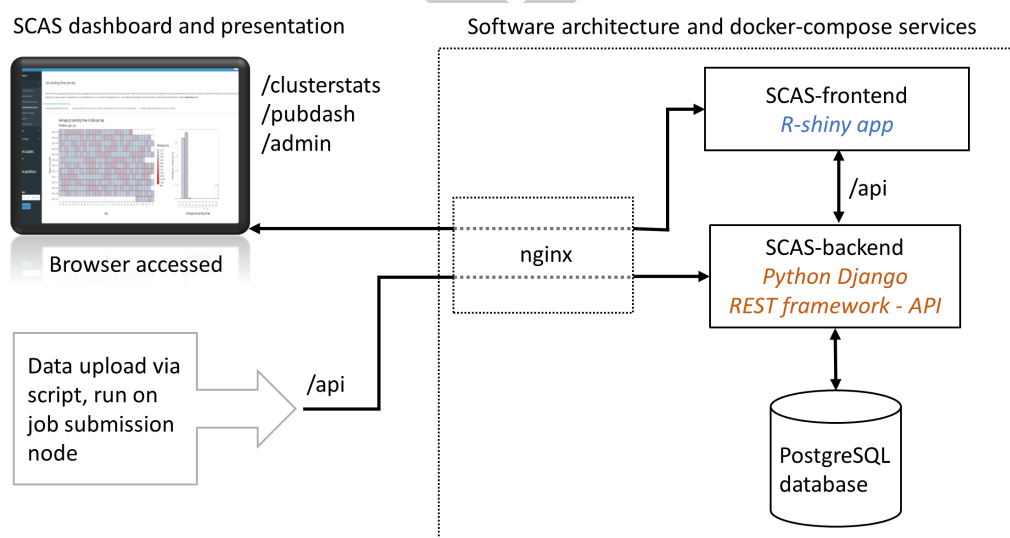 SCAS dashboard and presentation
Software architecture and docker-compose services
/clusterstats
/pubdash
/admin
Browser accessed
SCAS-frontend
R-shiny app
/api
nginx
SCAS-backend
Python Django
REST framework - API
Data upload via
script, run on
job submission
node
/api
PostgreSQL
database